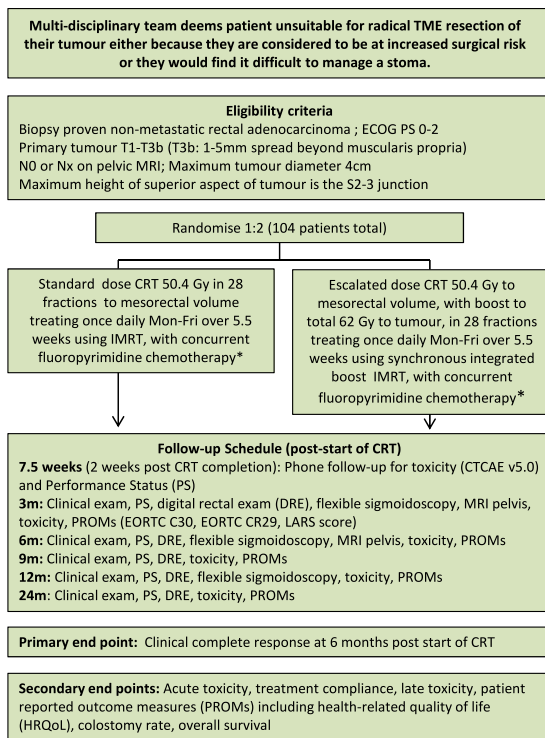 Multi-disciplinary team deems patient unsuitable for radical TME resection of
their tumour either because they are considered to be at increased surgical risk
or they would find it difficult to manage a stoma.
Eligibility criteria
Biopsy proven non-metastatic rectal adenocarcinoma ; ECOG PS 0-2
Primary tumour T1-T3b (T3b: 1-5mm spread beyond muscularis propria)
N0 or Nx on pelvic MRI; Maximum tumour diameter 4cm
Maximum height of superior aspect of tumour is the S2-3 junction
Randomise 1:2 (104 patients total)
Standard dose CRT 50.4 Gy in 28
fractions to mesorectal volume
treating once daily Mon-Fri over 5.5
weeks using IMRT, with concurrent
fluoropyrimidine chemotherapy*
Escalated dose CRT 50.4 Gy to
mesorectal volume, with boost to
total 62 Gy to tumour, in 28 fractions
treating once daily Mon-Fri over 5.5
weeks using synchronous integrated
boost IMRT, with concurrent
fluoropyrimidine chemotherapy*
Follow-up Schedule (post-start of CRT)
7.5 weeks (2 weeks post CRT completion): Phone follow-up for toxicity (CTCAE v5.0)
and Performance Status (PS)
3m: Clinical exam, PS, digital rectal exam (DRE), flexible sigmoidoscopy, MRI pelvis,
toxicity, PROMs (EORTC C30, EORTC CR29, LARS score)
6m: Clinical exam, PS, DRE, flexible sigmoidoscopy, MRI pelvis, toxicity, PROMs
9m: Clinical exam, PS, DRE, toxicity, PROMs
12m: Clinical exam, PS, DRE, flexible sigmoidoscopy, toxicity, PROMs
24m: Clinical exam, PS, DRE, toxicity, PROMs
Primary end point: Clinical complete response at 6 months post start of CRT
Secondary end points: Acute toxicity, treatment compliance, late toxicity, patient
reported outcome measures (PROMs) including health-related quality of life
(HRQoL), colostomy rate, overall survival